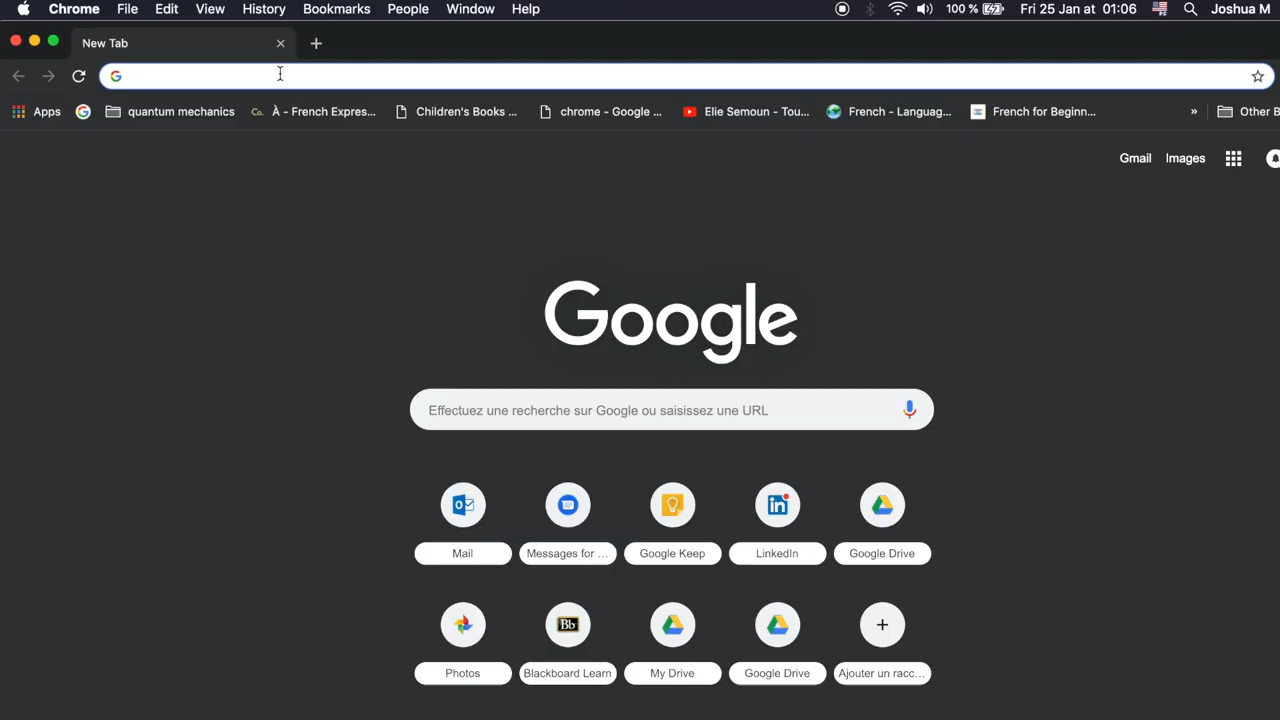 Chrome File Edit View History Bookmarks People Window Help 100 % Fri 25 Jan at 01:06 Joshua M
New Tab
Apps quantum mechanics À - French Expres... Children's Books ... chrome - Google ... Elie Semoun - Tou... French - Languag... French for Beginn... » Other B
Gmail Images
Google
Effectuez une recherche sur Google ou saisissez une URL
Mail Messages for ... Google Keep LinkedIn Google Drive
Photos Blackboard Learn My Drive Google Drive Ajouter un racc...